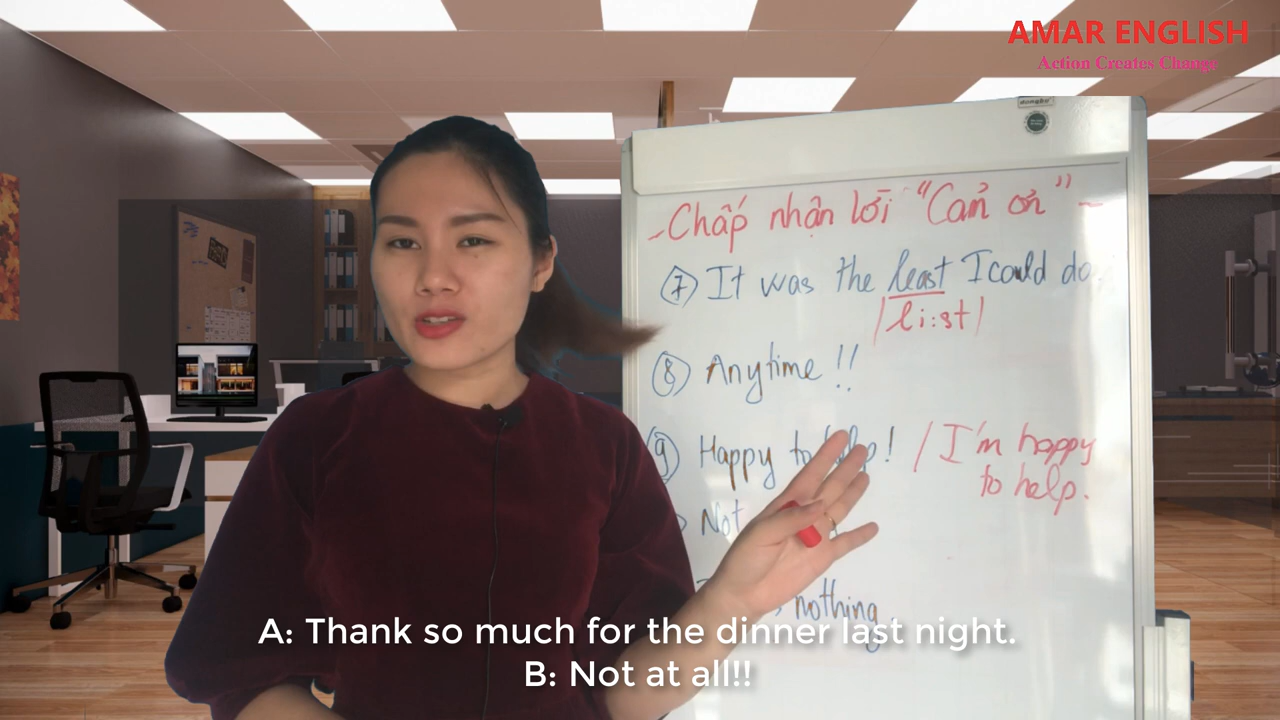 AMAR ENGLISH
Action Creates Change
Chấp nhận lời "Cảm ơn"
7 It was the least I could do.
/li:st/
8 Anytime !!
9 Happy to help! / I'm happy
to help.
Not
nothing
A: Thank so much for the dinner last night.
B: Not at all!!